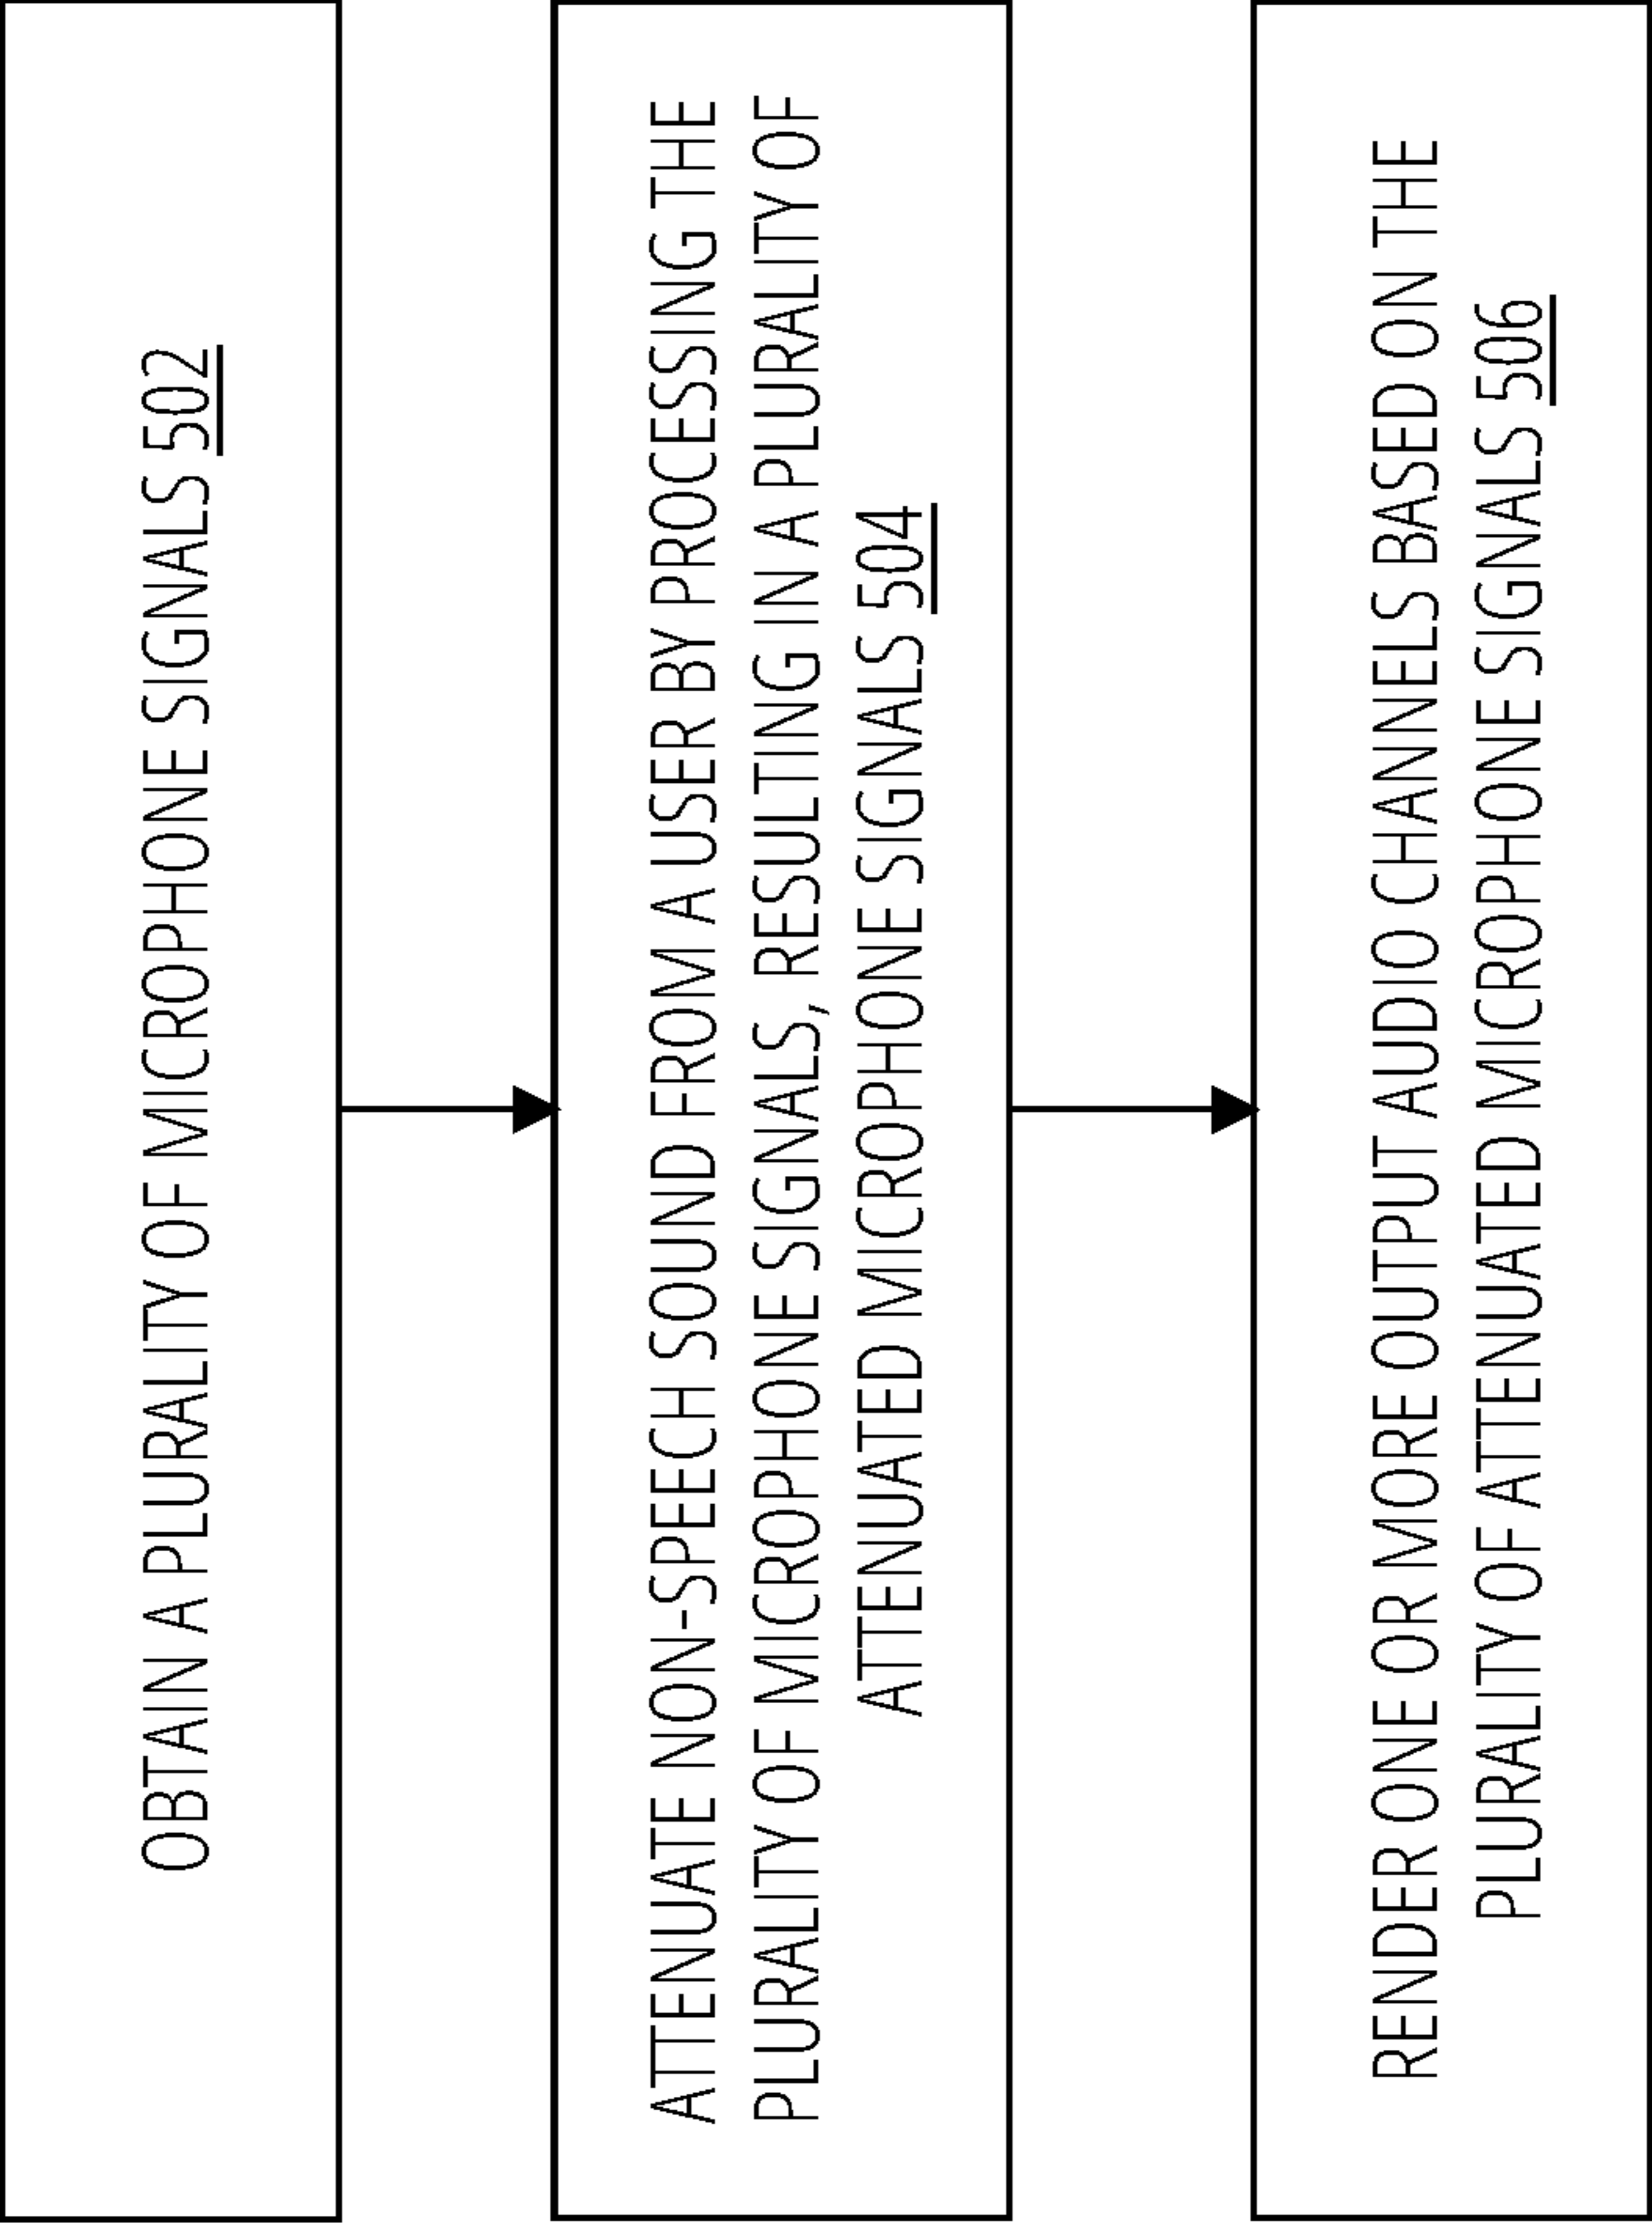 OBTAIN A PLURALITY OF MICROPHONE SIGNALS 502
ATTENUATE NON-SPEECH SOUND FROM A USER BY PROCESSING THE
PLURALITY OF MICROPHONE SIGNALS, RESULTING IN A PLURALITY OF
ATTENUATED MICROPHONE SIGNALS 504
RENDER ONE OR MORE OUTPUT AUDIO CHANNELS BASED ON THE
PLURALITY OF ATTENUATED MICROPHONE SIGNALS 506